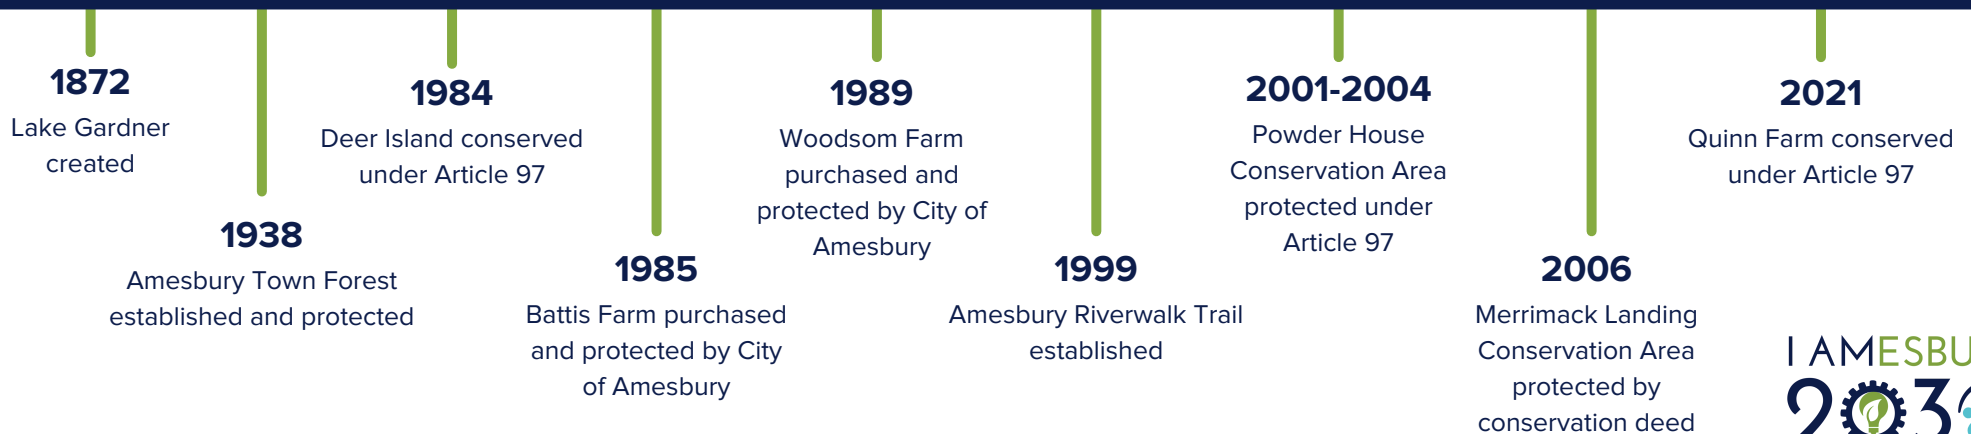 1872
Lake Gardner
created
1938
Amesbury Town Forest
established and protected
1984
Deer Island conserved
under Article 97
1985
Battis Farm purchased
and protected by City
of Amesbury
1989
Woodsom Farm
purchased and
protected by City of
Amesbury
1999
Amesbury Riverwalk Trail
established
2001-2004
Powder House
Conservation Area
protected under
Article 97
2006
Merrimack Landing
Conservation Area
protected by
conservation deed
2021
Quinn Farm conserved
under Article 97
I AMESBU
203